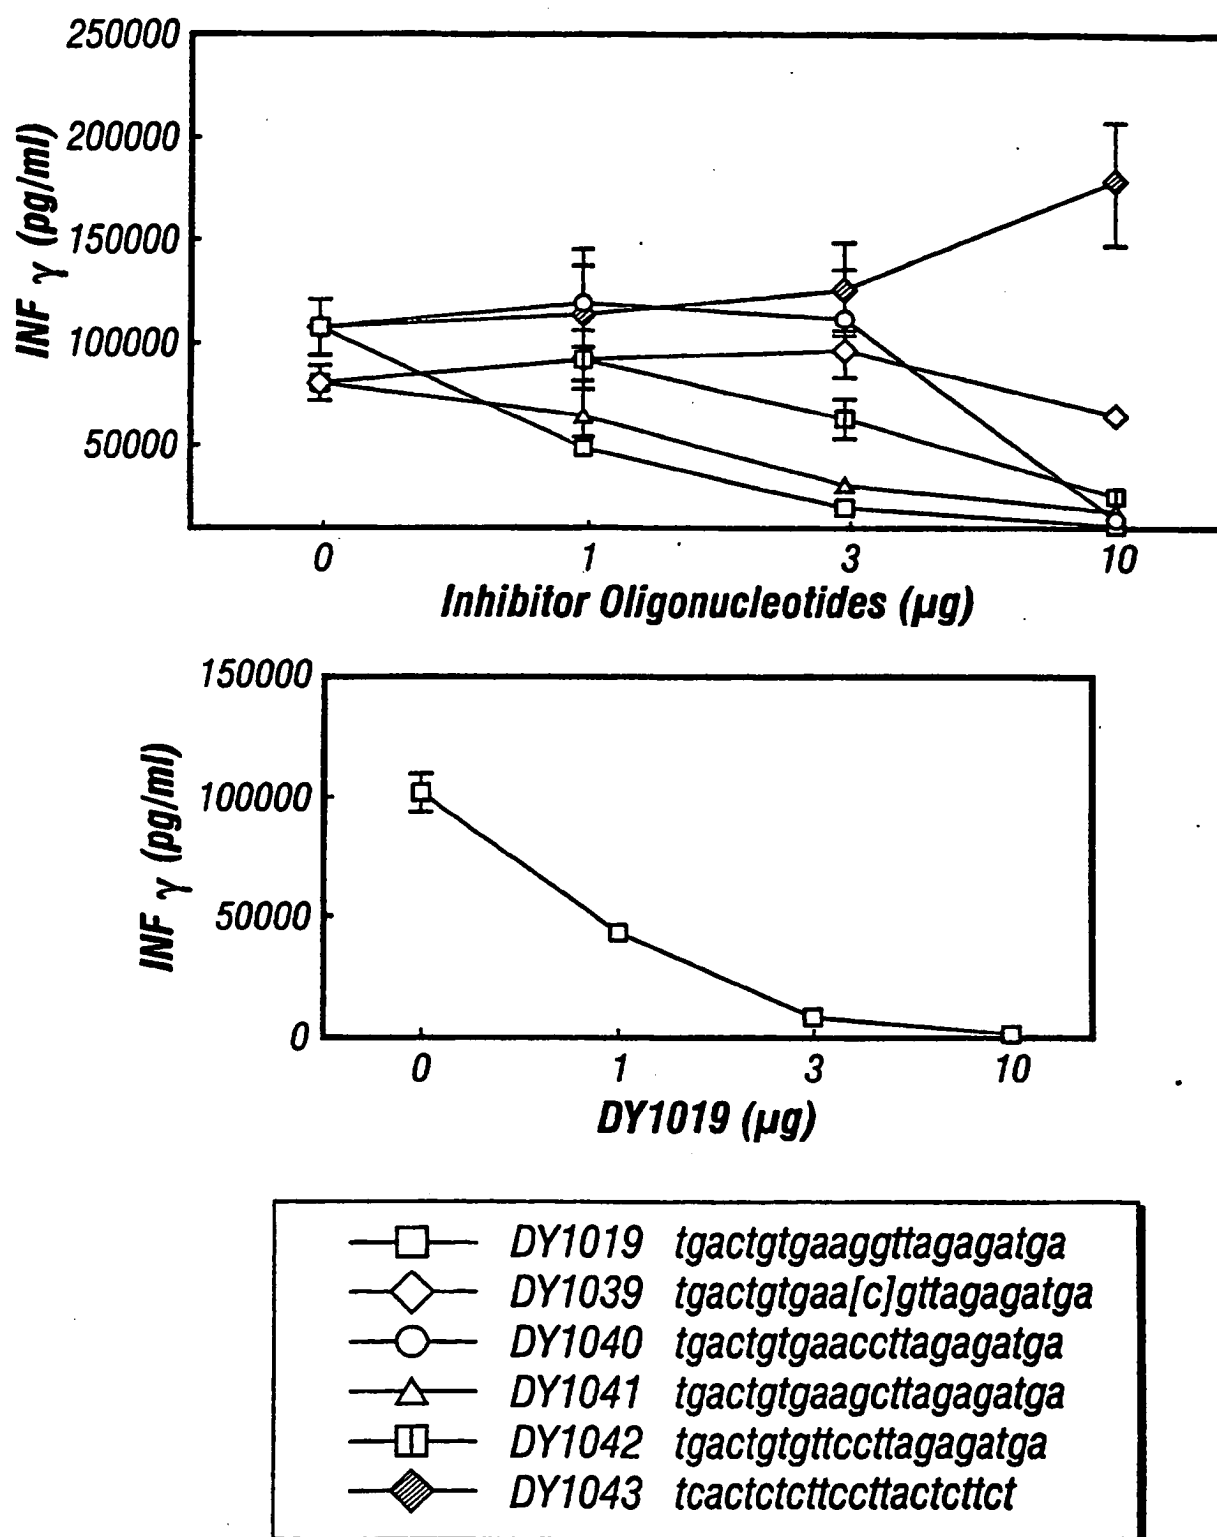 250000
200000
150000
100000
50000
INF γ (pg/ml)
0 1 3 10
Inhibitor Oligonucleotides (µg)
150000
100000
50000
0
INF γ (pg/ml)
0 1 3 10
DY1019 (µg)
DY1019 tgactgtgaaggttagagatga
DY1039 tgactgtgaa[c]gttagagatga
DY1040 tgactgtgaaccttagagatga
DY1041 tgactgtgaagcttagagatga
DY1042 tgactgtgttccttagagatga
DY1043 tcactctcttccttactcttct